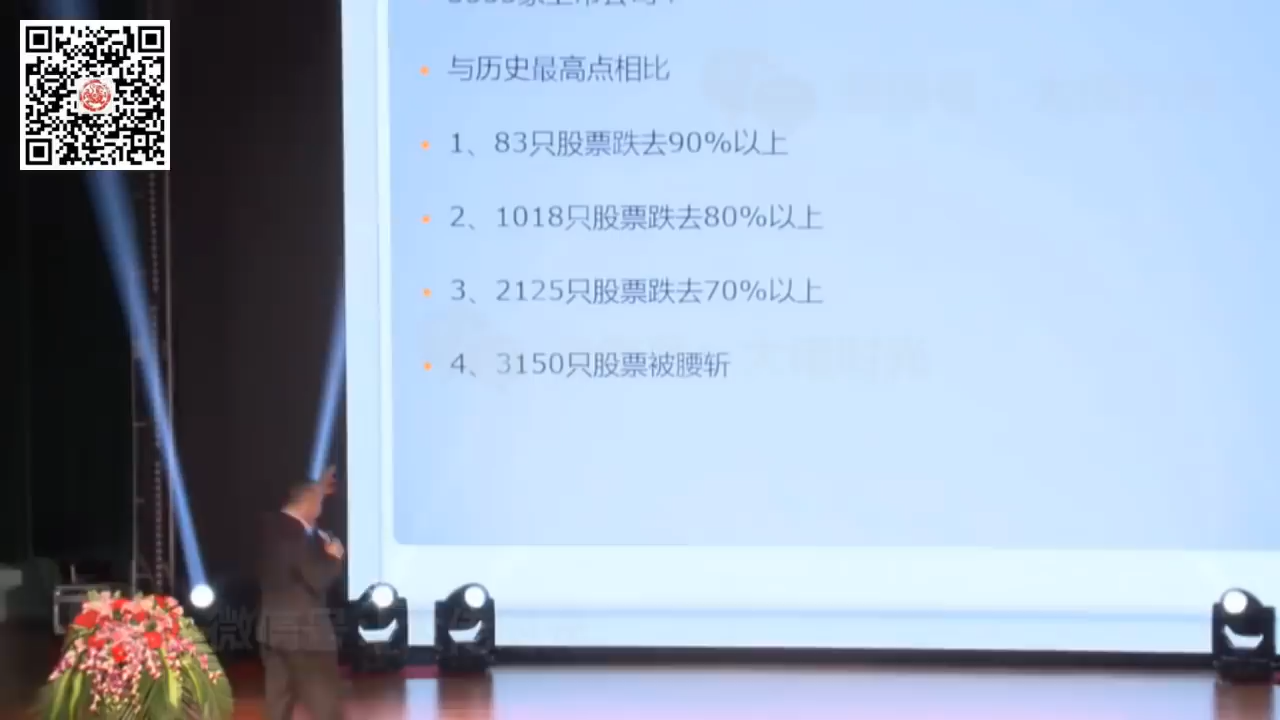 与历史最高点相比
1、83只股票跌去90%以上
2、1018只股票跌去80%以上
3、2125只股票跌去70%以上
4、3150只股票被腰斩
微信号